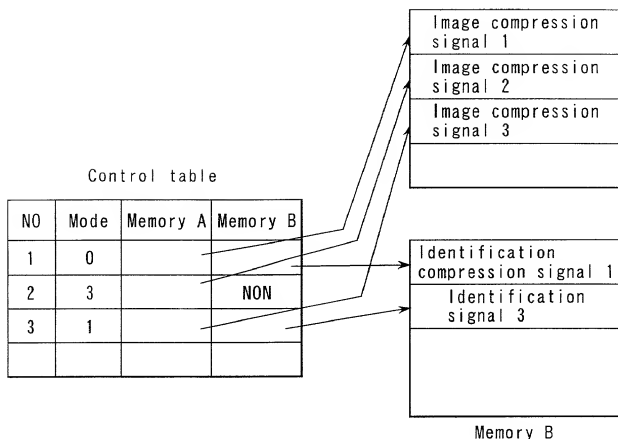 Image compression
signal 1
Image compression
signal 2
Image compression
signal 3
Control table
NO Mode Memory A Memory B
1 0
2 3 NON
3 1
Identification
compression signal 1
Identification
signal 3
Memory B